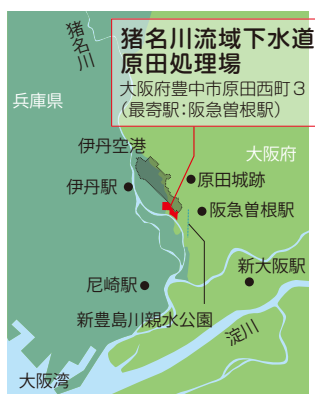 猪名川
猪名川流域下水道
原田処理場
大阪府豊中市原田西町3
(最寄駅:阪急曽根駅)
兵庫県
伊丹空港
大阪府
伊丹駅
原田城跡
阪急曽根駅
新大阪駅
尼崎駅
新豊島川親水公園
淀川
大阪湾